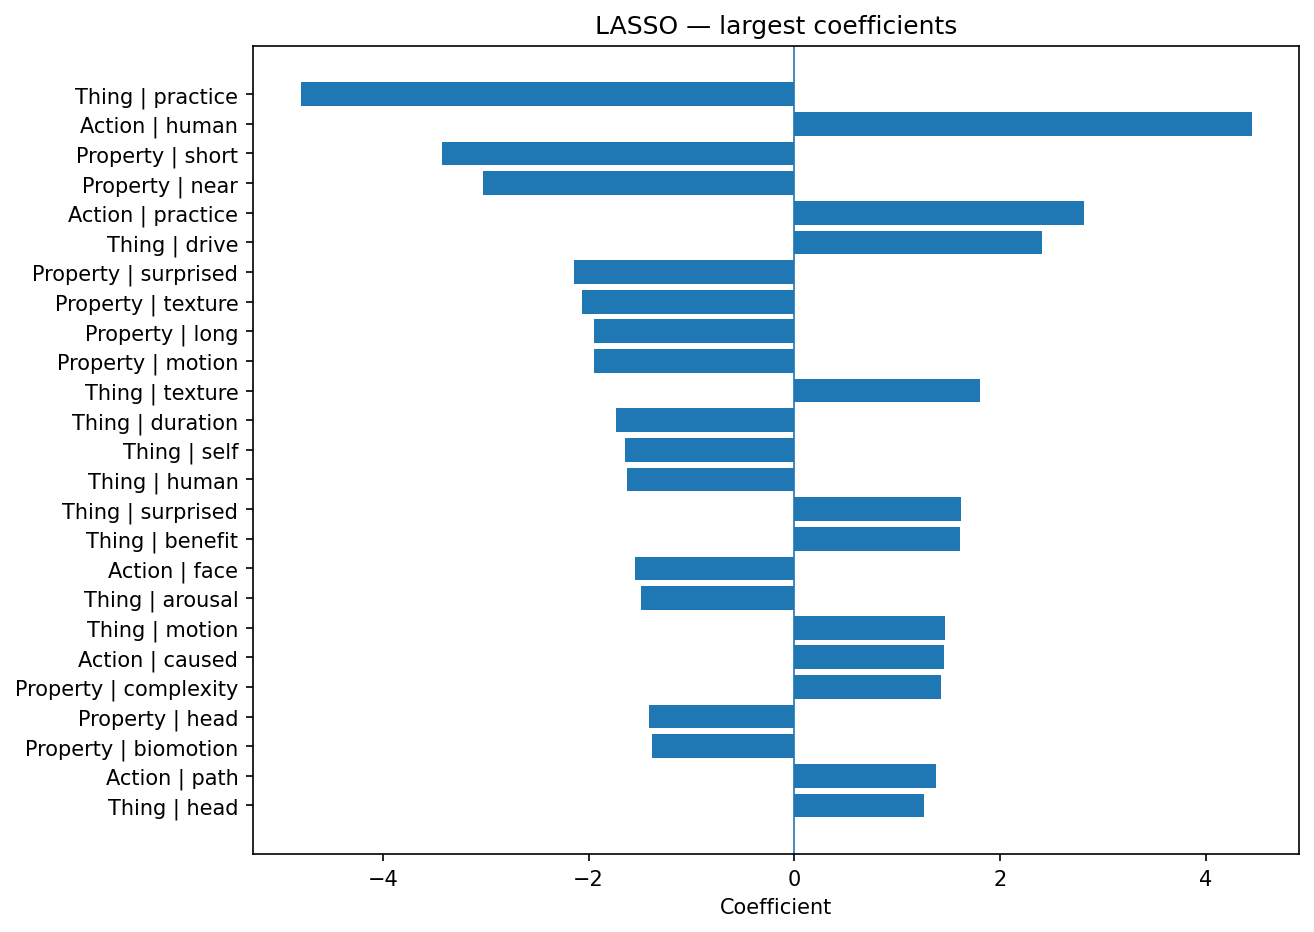 LASSO — largest coefficients
Thing | practice
Action | human
Property | short
Property | near
Action | practice
Thing | drive
Property | surprised
Property | texture
Property | long
Property | motion
Thing | texture
Thing | duration
Thing | self
Thing | human
Thing | surprised
Thing | benefit
Action | face
Thing | arousal
Thing | motion
Action | caused
Property | complexity
Property | head
Property | biomotion
Action | path
Thing | head
−4 −2 0 2 4
Coefficient